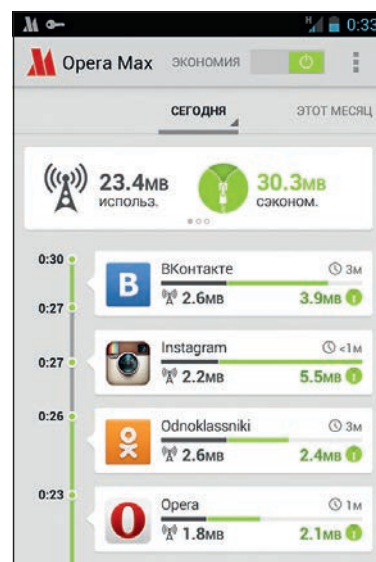 H 0:33
Opera Max ЭКОНОМИЯ
СЕГОДНЯ ЭТОТ МЕСЯЦ
23.4MB 30.3MB
использ. сэконом.
0:30
ВКонтакте 3м
2.6MB 3.9MB
0:27
Instagram <1м
0:27
2.2MB 5.5MB
0:26
Odnoklassniki 3м
2.6MB 2.4MB
0:23
Opera 1м
1.8MB 2.1MB